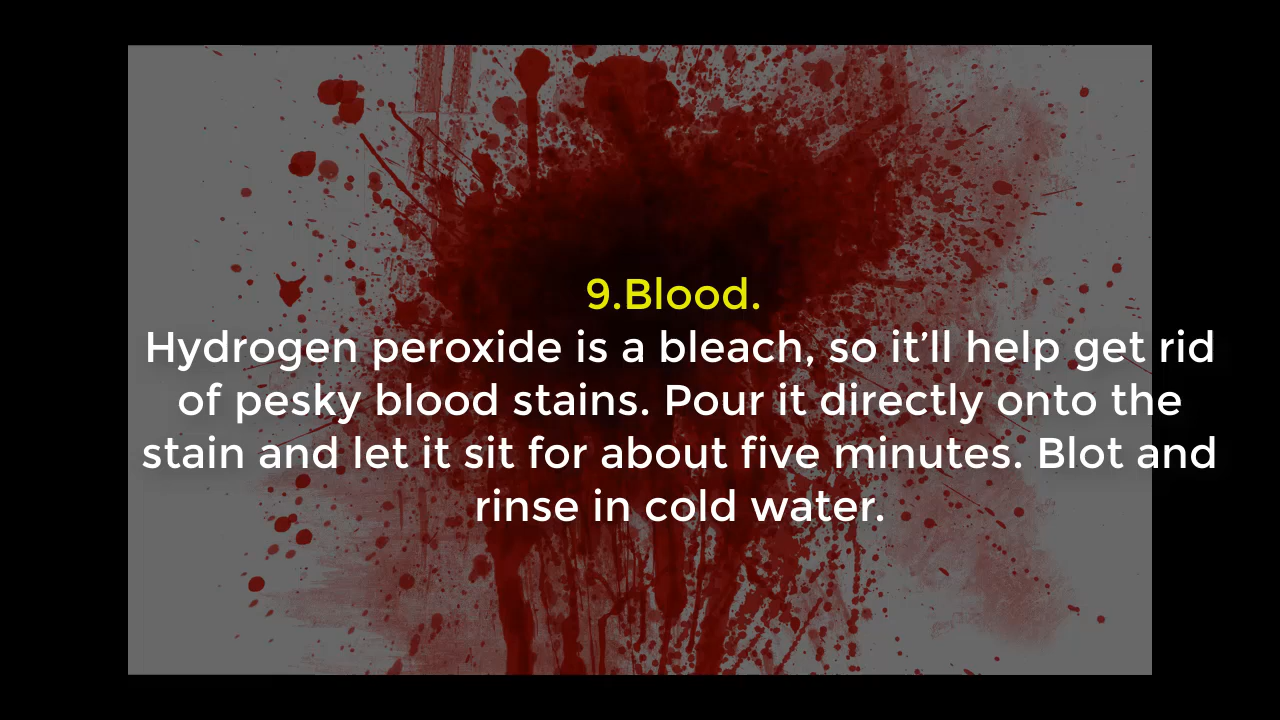 9.Blood.
Hydrogen peroxide is a bleach, so it’ll help get rid
of pesky blood stains. Pour it directly onto the
stain and let it sit for about five minutes. Blot and
rinse in cold water.